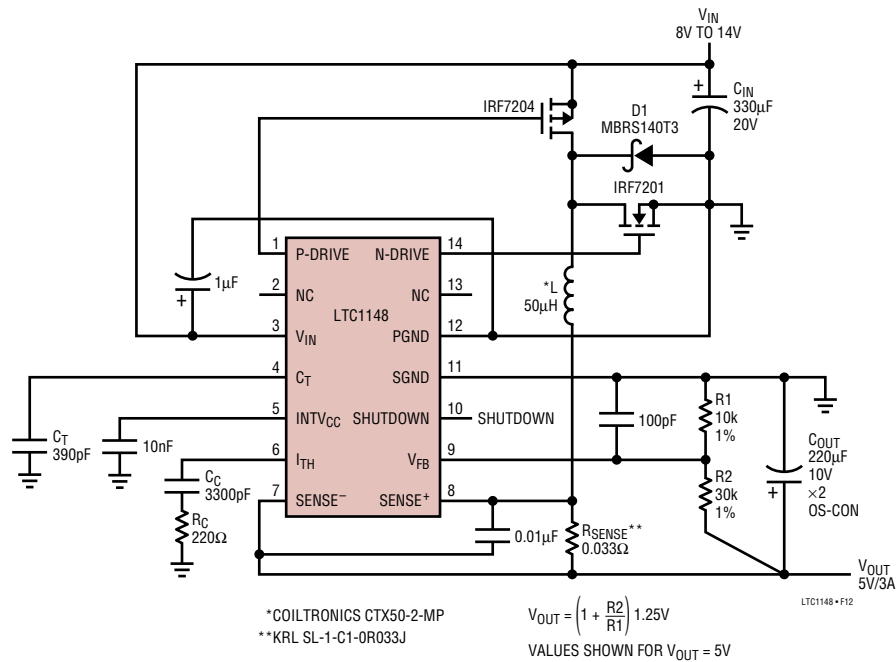 V_IN
8V TO 14V
IRF7204
D1
MBRS140T3
+
C_IN
330µF
20V
IRF7201
1µF
+
1
P-DRIVE
N-DRIVE
14
2
NC
NC
13
LTC1148
3
V_IN
PGND
12
4
C_T
SGND
11
5
INTV_CC
SHUTDOWN
10
SHUTDOWN
6
I_TH
V_FB
9
7
SENSE⁻
SENSE⁺
8
*L
50µH
C_T
390pF
10nF
C_C
3300pF
R_C
220Ω
100pF
R1
10k
1%
R2
30k
1%
C_OUT
220µF
10V
×2
OS-CON
+
0.01µF
R_SENSE**
0.033Ω
V_OUT
5V/3A
LTC1148 • F12
*COILTRONICS CTX50-2-MP
**KRL SL-1-C1-0R033J
V_OUT = (1 + R2/R1) 1.25V
VALUES SHOWN FOR V_OUT = 5V